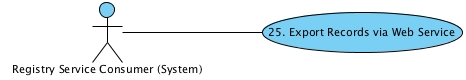 25. Export Records via Web Service
Registry Service Consumer (System)